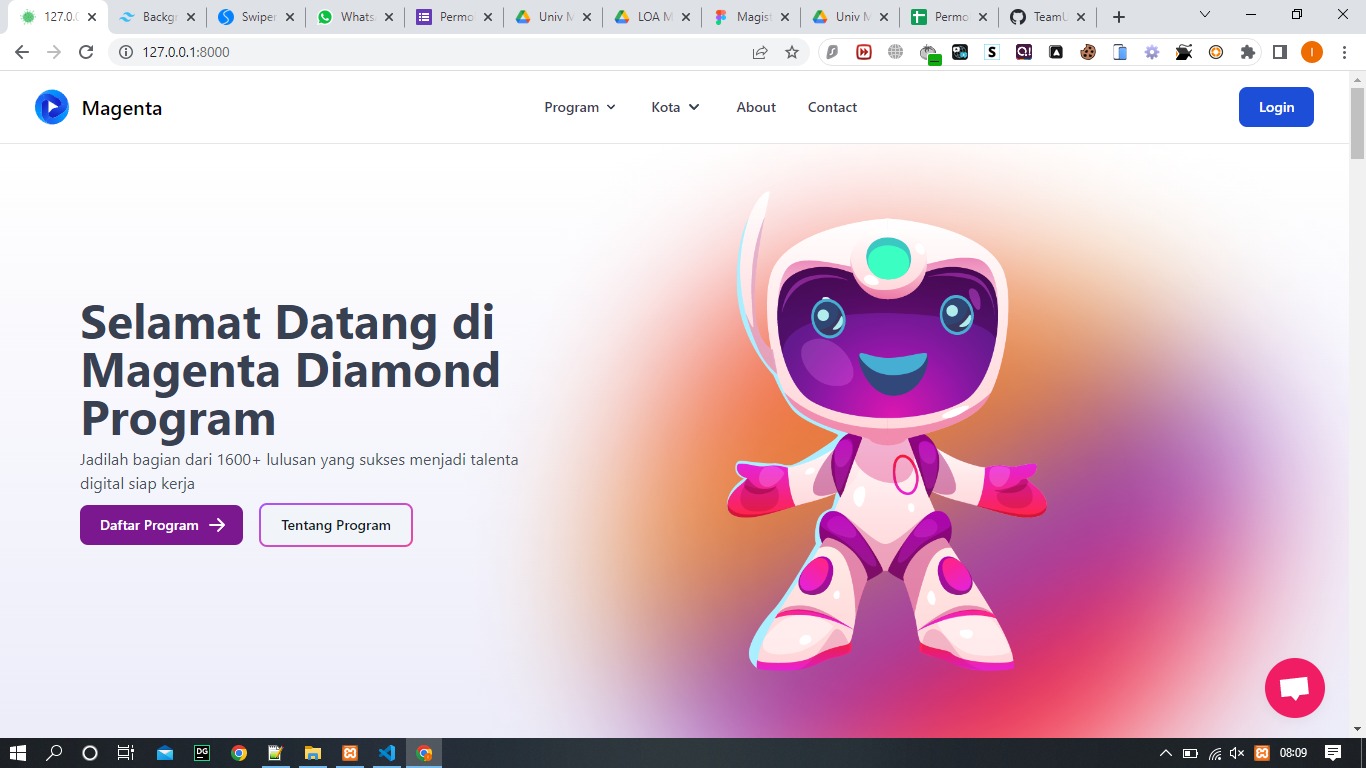 127.0.0.1
Backgr
Swiper
Whats
Permo
Univ M
LOA M
Magist
Univ M
Permo
TeamU
127.0.0.1:8000
Magenta
Program
Kota
About
Contact
Login
Selamat Datang di
Magenta Diamond
Program
Jadilah bagian dari 1600+ lulusan yang sukses menjadi talenta
digital siap kerja
Daftar Program
Tentang Program
DG
08:09